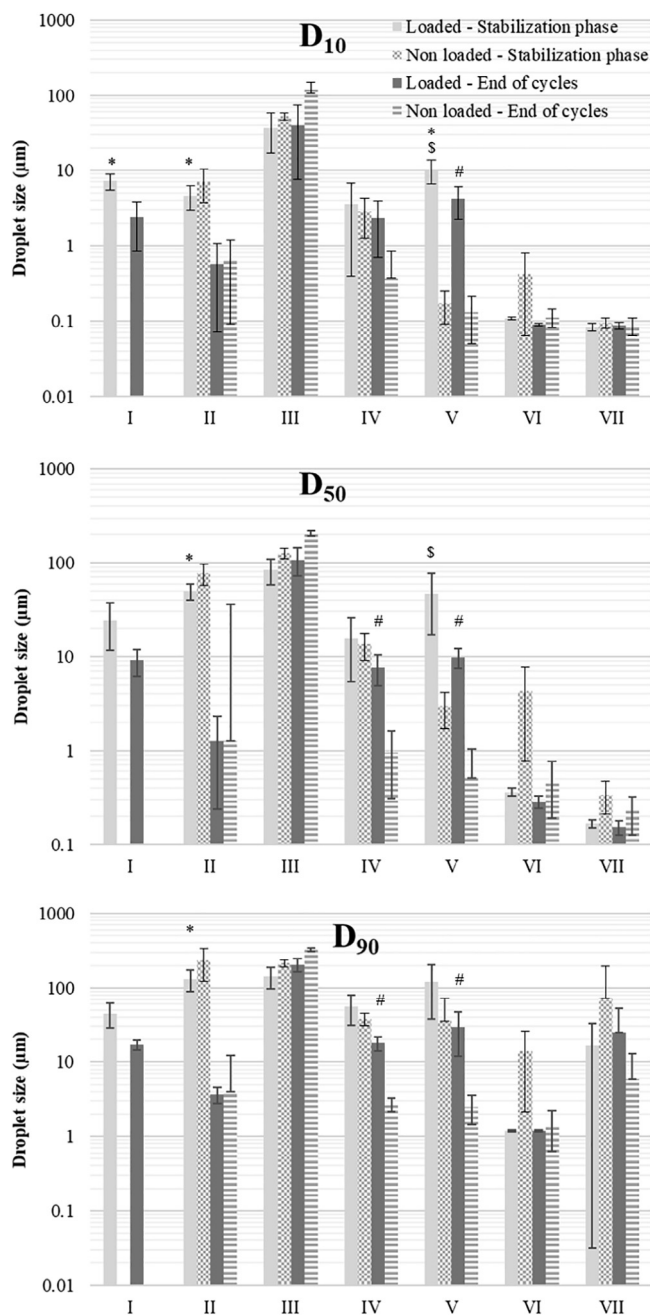 D10
Loaded - Stabilization phase
Non loaded - Stabilization phase
Loaded - End of cycles
Non loaded - End of cycles
Droplet size (μm)
1000
100
10
1
0.1
0.01
* * * $ #
I II III IV V VI VII
D50
Droplet size (μm)
1000
100
10
1
0.1
* # $ #
I II III IV V VI VII
D90
Droplet size (μm)
1000
100
10
1
0.1
0.01
* # #
I II III IV V VI VII